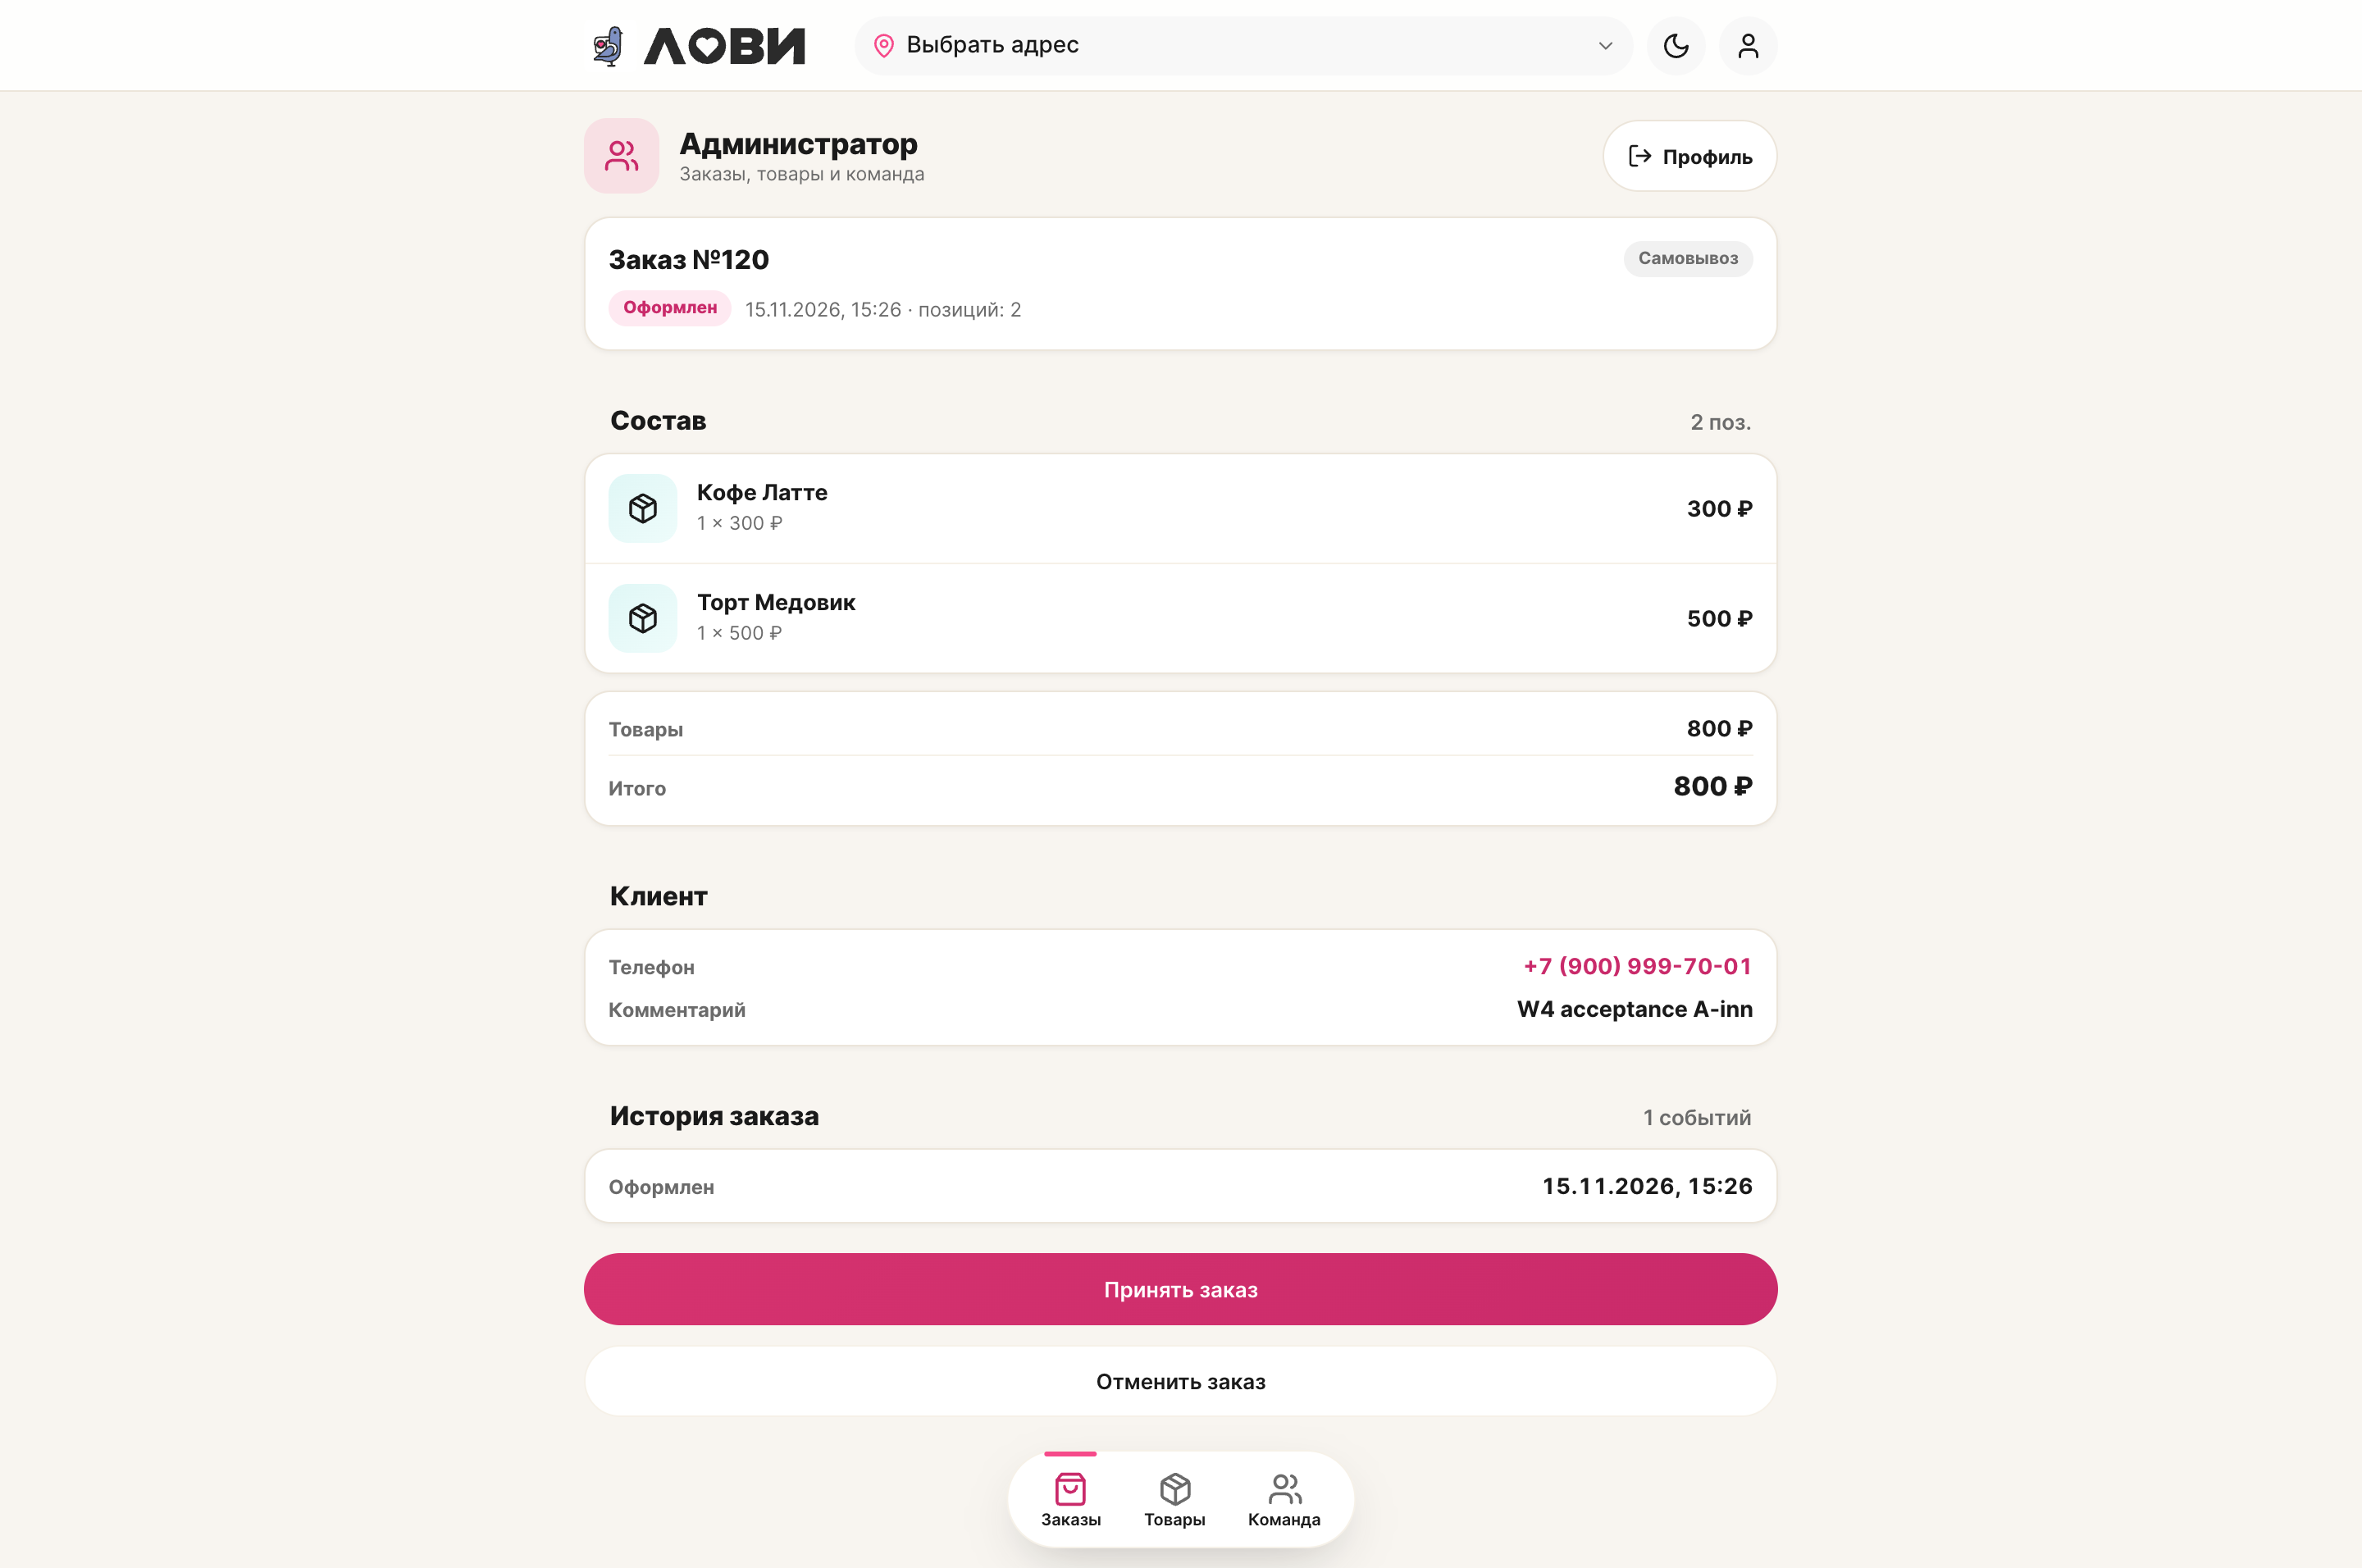 ЛОВИ
Выбрать адрес
Администратор
Заказы, товары и команда
Профиль
Заказ №120
Самовывоз
Оформлен
15.11.2026, 15:26 · позиций: 2
Состав
2 поз.
Кофе Латте
1 × 300 ₽
300 ₽
Торт Медовик
1 × 500 ₽
500 ₽
Товары
800 ₽
Итого
800 ₽
Клиент
Телефон
+7 (900) 999-70-01
Комментарий
W4 acceptance A-inn
История заказа
1 событий
Оформлен
15.11.2026, 15:26
Принять заказ
Отменить заказ
Заказы
Товары
Команда